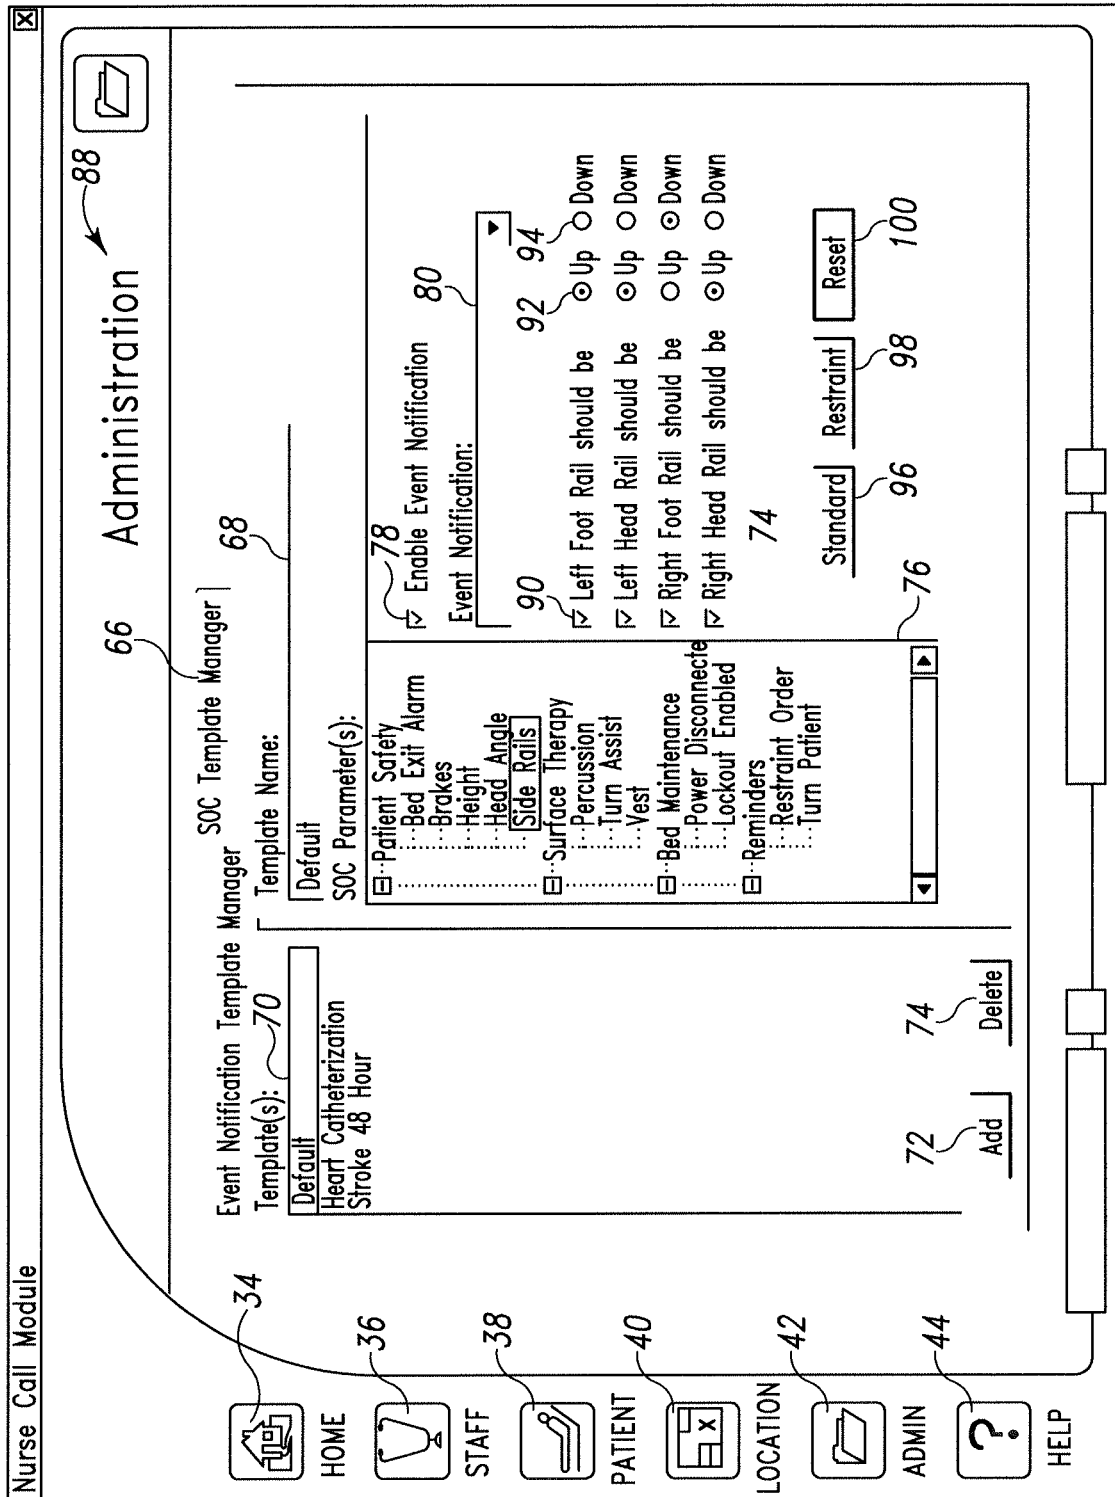 Nurse Call Module
Administration
88
66
Event Notification Template Manager SOC Template Manager
34
HOME
36
STAFF
38
PATIENT
40
LOCATION
42
ADMIN
44
? HELP
Template(s):
70
Default
Heart Catheterization
Stroke 48 Hour
72
Add
74
Delete
Template Name:
68
Default
SOC Parameter(s):
Patient Safety
Bed Exit Alarm
Brakes
Height
Head Angle
Side Rails
Surface Therapy
Percussion
Turn Assist
Vest
Bed Maintenance
Power Disconnecte
Lockout Enabled
Reminders
Restraint Order
Turn Patient
76
78
Enable Event Notification
Event Notification:
80
90
92
94
Left Foot Rail should be Up Down
Left Head Rail should be Up Down
Right Foot Rail should be Up Down
Right Head Rail should be Up Down
74
Standard Restraint Reset
96 98 100